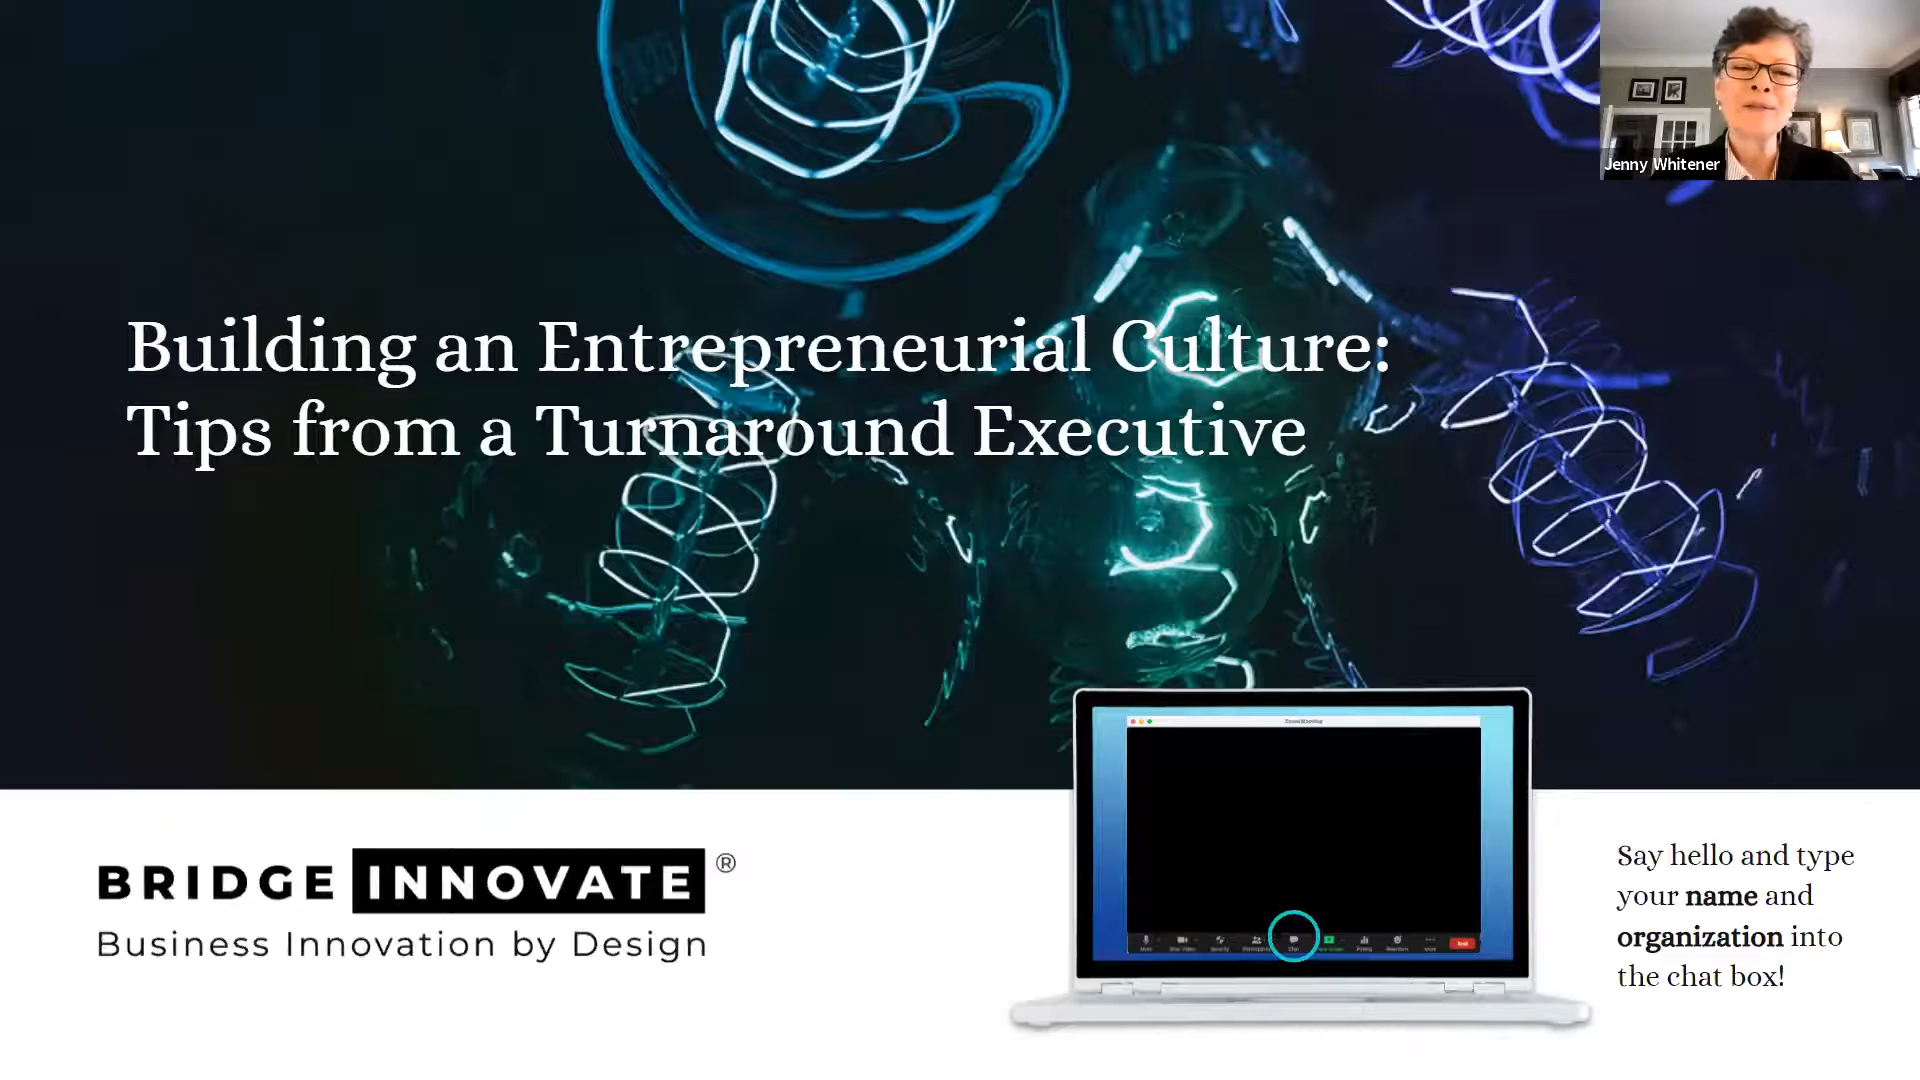 Jenny Whitener
Building an Entrepreneurial Culture:
Tips from a Turnaround Executive
BRIDGE INNOVATE ®
Business Innovation by Design
Say hello and type
your name and
organization into
the chat box!
End